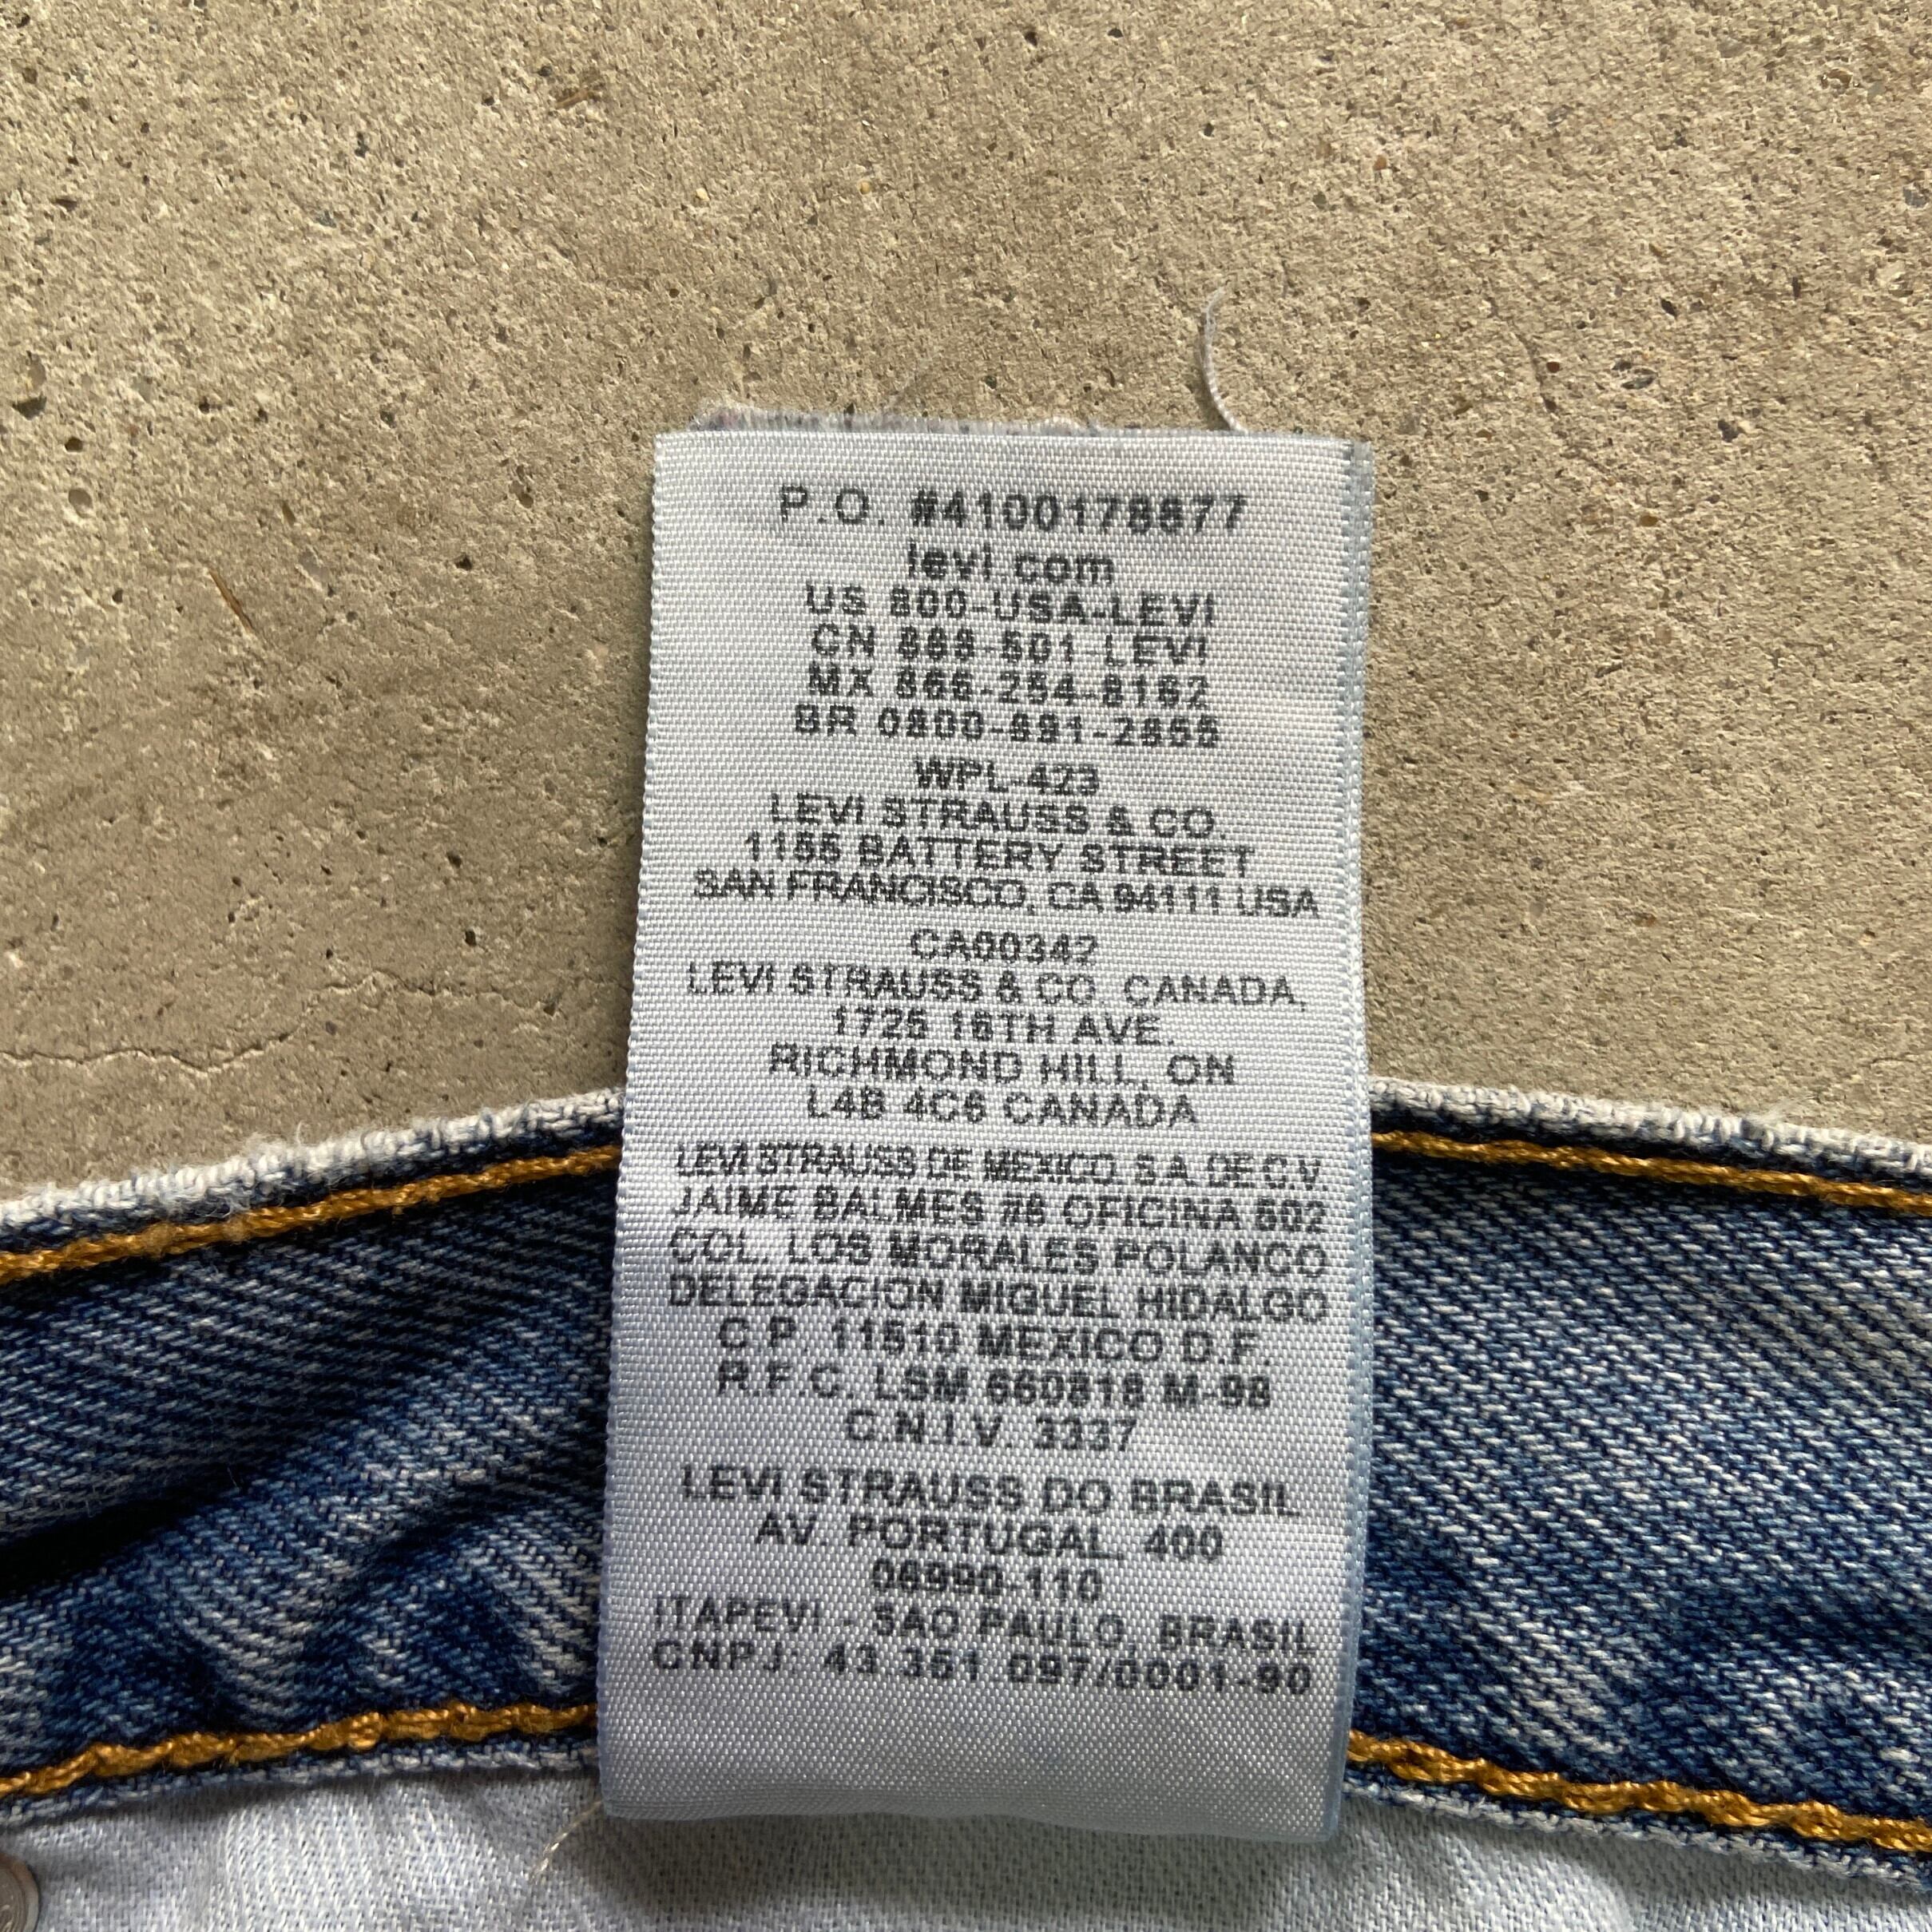 P.O. #4100178877
levi.com
US 800-USA-LEVI
CN 888-501-LEVI
MX 866-254-8162
BR 0800-891-2855
WPL-423
LEVI STRAUSS & CO.
1155 BATTERY STREET
SAN FRANCISCO, CA 94111 USA
CA00342
LEVI STRAUSS & CO. CANADA,
1725 16TH AVE.
RICHMOND HILL, ON
L4B 4C6 CANADA
LEVI STRAUSS DE MEXICO, S.A. DE C.V.
JAIME BALMES #8 OFICINA 602
COL. LOS MORALES POLANCO
DELEGACION MIGUEL HIDALGO
C.P. 11510 MEXICO D.F.
R.F.C. LSM 660818 M-98
C.N.I.V. 3337
LEVI STRAUSS DO BRASIL
AV. PORTUGAL, 400
06990-110
ITAPEVI - SAO PAULO, BRASIL
CNPJ: 43.351.097/0001-90